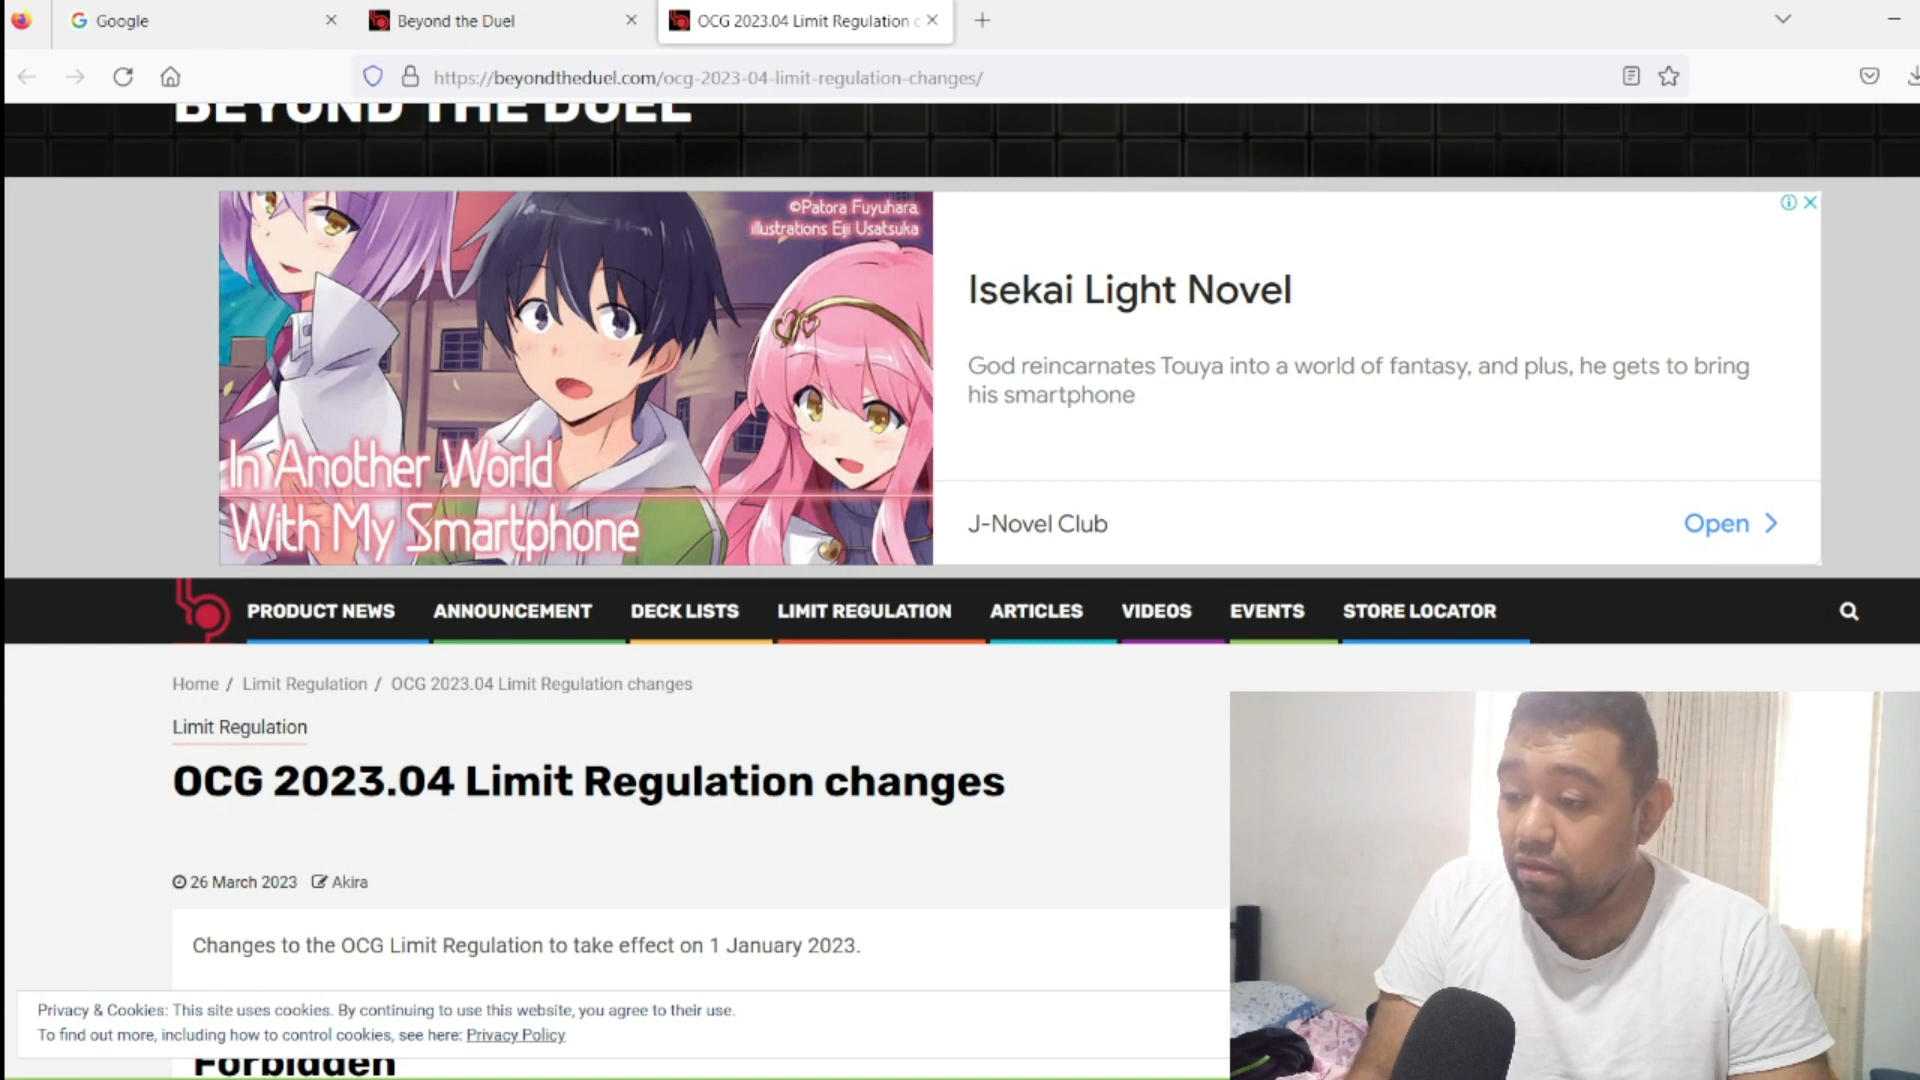 Google
Beyond the Duel
OCG 2023.04 Limit Regulation c
https://beyondtheduel.com/ocg-2023-04-limit-regulation-changes/
BEYOND THE DUEL
©Patora Fuyuhara,
illustrations Eiji Usatsuka
In Another World
With My Smartphone
Isekai Light Novel
God reincarnates Touya into a world of fantasy, and plus, he gets to bring
his smartphone
J-Novel Club
Open
PRODUCT NEWS ANNOUNCEMENT DECK LISTS LIMIT REGULATION ARTICLES VIDEOS EVENTS STORE LOCATOR
Home / Limit Regulation / OCG 2023.04 Limit Regulation changes
Limit Regulation
OCG 2023.04 Limit Regulation changes
26 March 2023 Akira
Changes to the OCG Limit Regulation to take effect on 1 January 2023.
Privacy & Cookies: This site uses cookies. By continuing to use this website, you agree to their use.
To find out more, including how to control cookies, see here: Privacy Policy
Forbidden